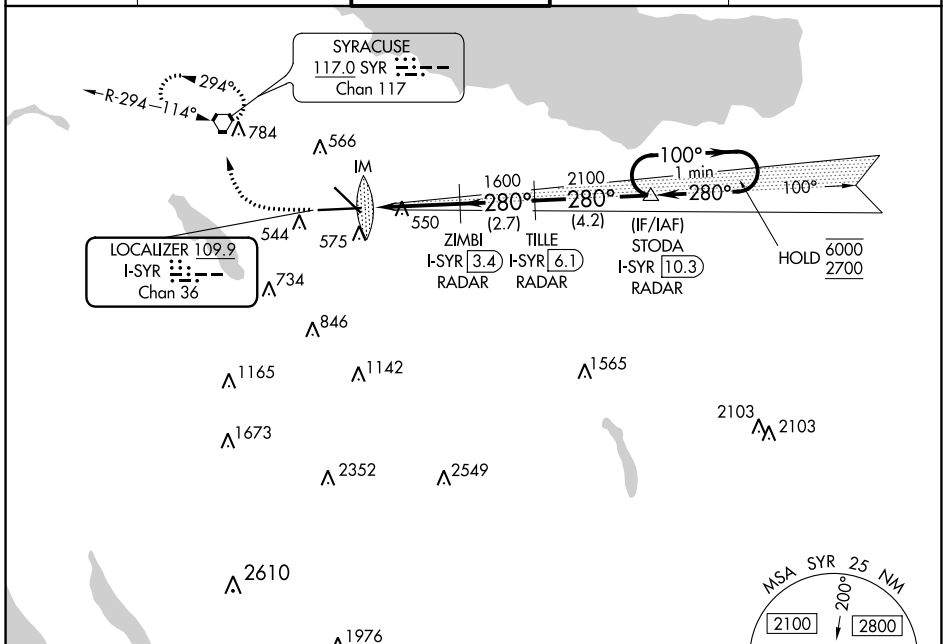 SYRACUSE
117.0 SYR
Chan 117
294°
R-294
114°
784
566
IM
100°
1 min
280°
100°
1600
2100
280°
280°
(2.7)
(4.2)
550
544
575
ZIMBI
I-SYR 3.4
RADAR
TILLE
I-SYR 6.1
RADAR
(IF/IAF)
STODA
I-SYR 10.3
RADAR
HOLD 6000
2700
LOCALIZER 109.9
I-SYR
Chan 36
734
846
1165
1142
1565
1673
2103
2103
2352
2549
2610
1976
MSA SYR 25 NM
200°
2100
2800